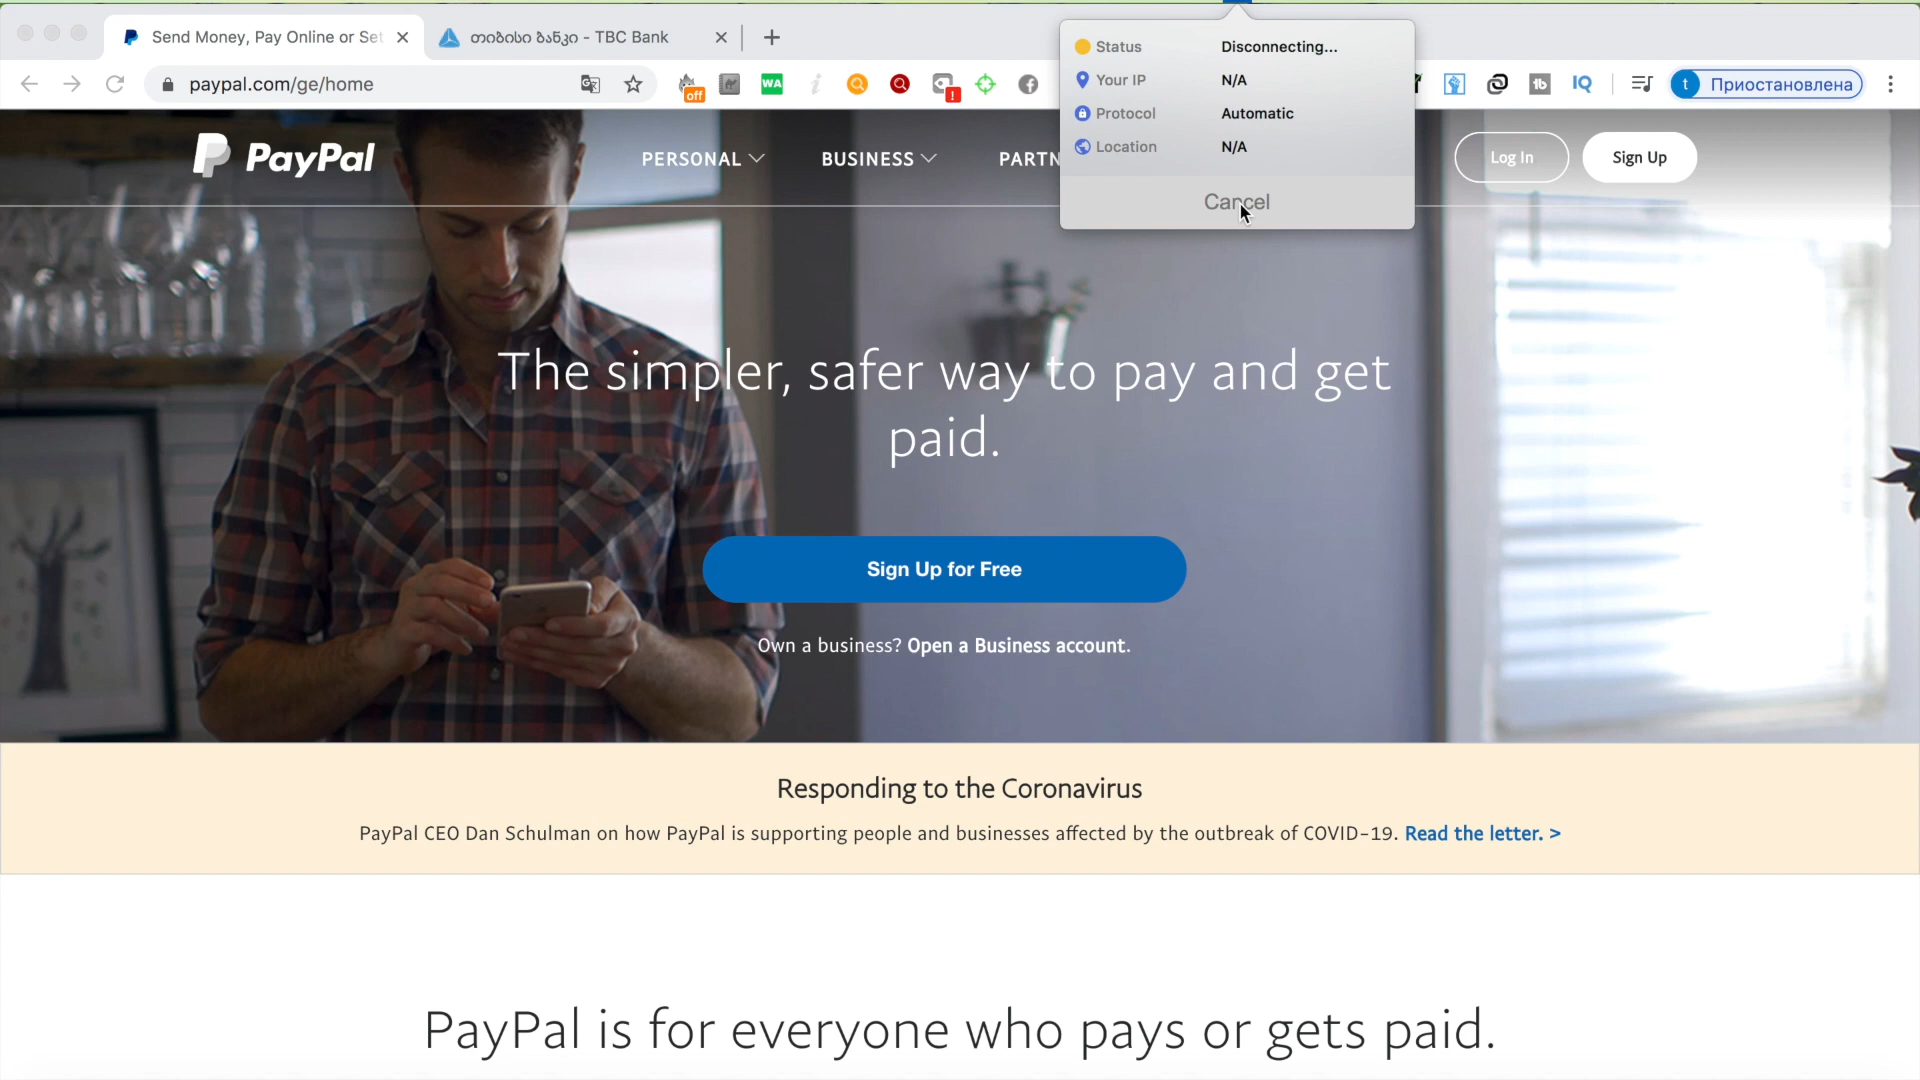 Send Money, Pay Online or Set
თიბისი ბანკი - TBC Bank
paypal.com/ge/home
off
WA
Приостановлена
Status Disconnecting...
Your IP N/A
Protocol Automatic
Location N/A
Cancel
PayPal
PERSONAL
BUSINESS
PARTN
Log In
Sign Up
The simpler, safer way to pay and get
paid.
Sign Up for Free
Own a business? Open a Business account.
Responding to the Coronavirus
PayPal CEO Dan Schulman on how PayPal is supporting people and businesses affected by the outbreak of COVID-19. Read the letter. >
PayPal is for everyone who pays or gets paid.